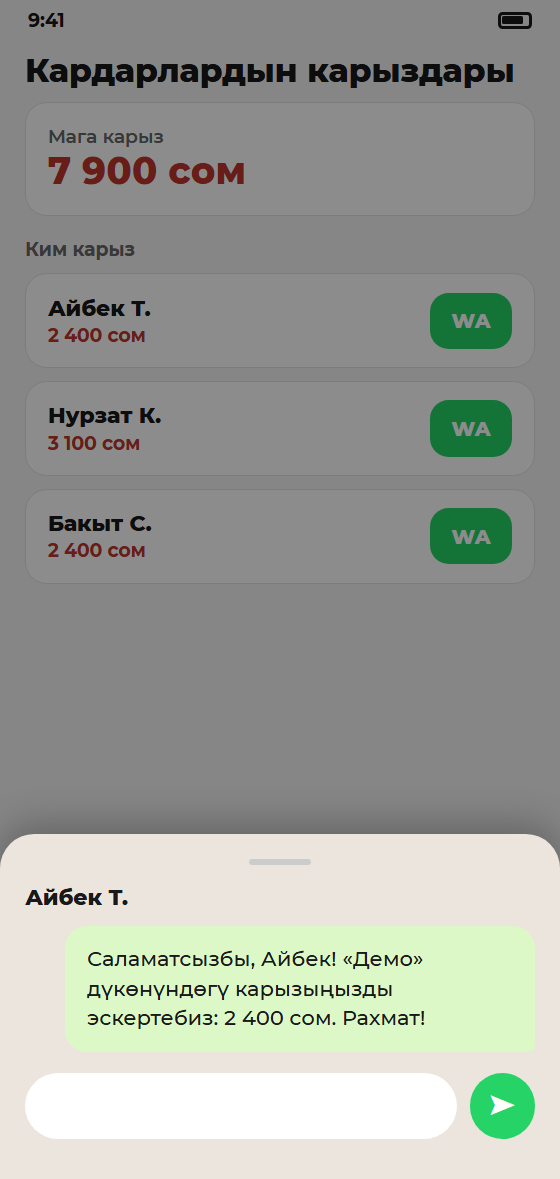 9:41
Кардарлардын карыздары
Мага карыз
7 900 сом
Ким карыз
Айбек Т.
2 400 сом
WA
Нурзат К.
3 100 сом
WA
Бакыт С.
2 400 сом
WA
Айбек Т.
Саламатсызбы, Айбек! «Демо»
дүкөнүндөгү карызыңызды
эскертебиз: 2 400 сом. Рахмат!